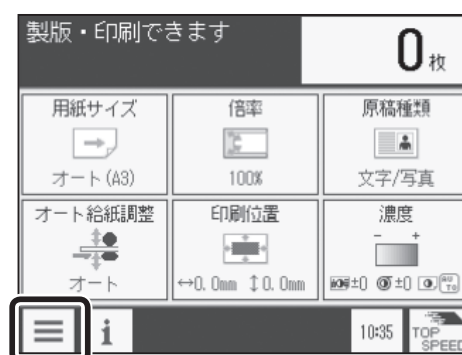 製版・印刷できます
0枚
用紙サイズ 倍率 原稿種類
オート(A3) 100% 文字/写真
オート給紙調整 印刷位置 濃度
- +
オート ↔0.0mm ↕0.0mm ±0 ±0 AUTO
i 10:35 TOP SPEED